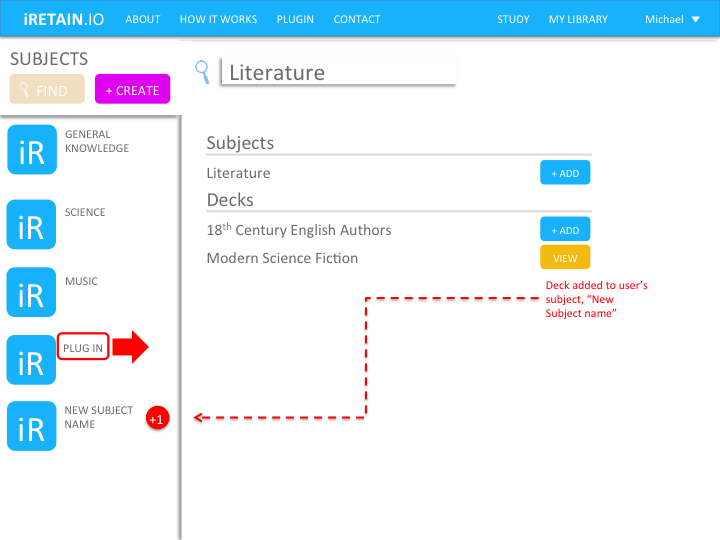 iRETAIN.IO ABOUT HOW IT WORKS PLUGIN CONTACT STUDY MY LIBRARY Michael
SUBJECTS
FIND
+ CREATE
Literature
iR
GENERAL
KNOWLEDGE
iR
SCIENCE
iR
MUSIC
iR
PLUG IN
iR
NEW SUBJECT
NAME
+1
Subjects
Literature + ADD
Decks
18th Century English Authors + ADD
Modern Science Fiction VIEW
Deck added to user’s
subject, “New
Subject name”